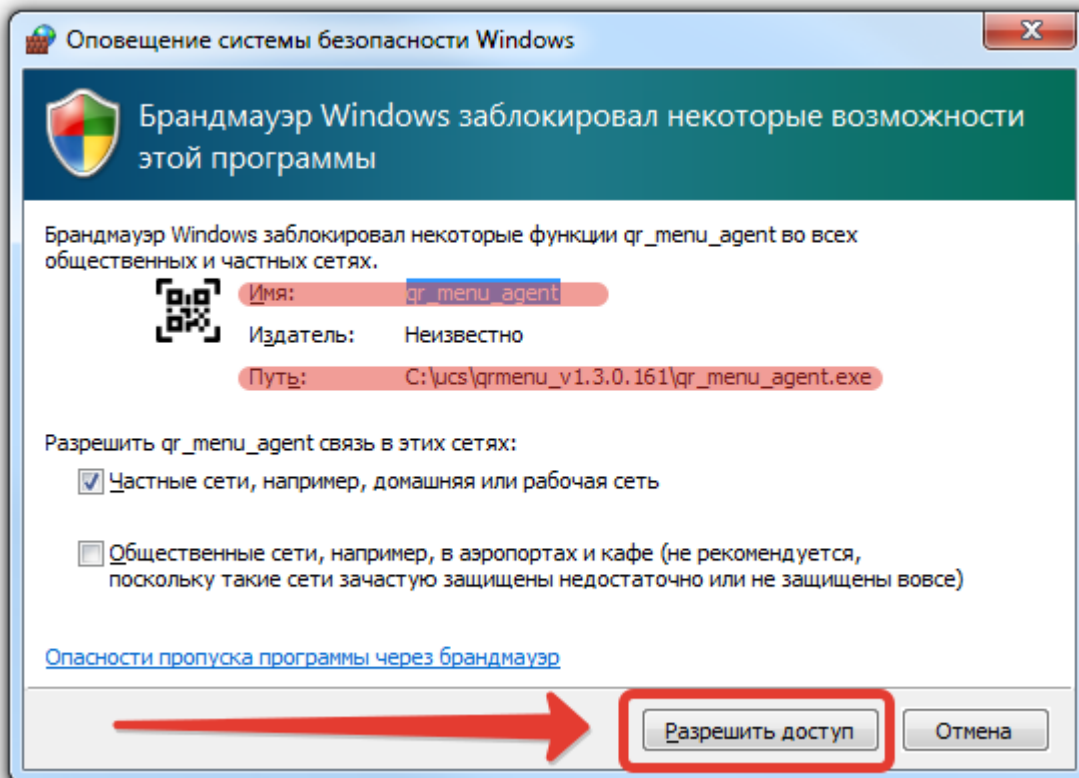 Оповещение системы безопасности Windows
Брандмауэр Windows заблокировал некоторые возможности
этой программы
Брандмауэр Windows заблокировал некоторые функции qr_menu_agent во всех
общественных и частных сетях.
Имя: qr_menu_agent
Издатель: Неизвестно
Путь: C:\ucs\qrmenu_v1.3.0.161\qr_menu_agent.exe
Разрешить qr_menu_agent связь в этих сетях:
Частные сети, например, домашняя или рабочая сеть
Общественные сети, например, в аэропортах и кафе (не рекомендуется,
поскольку такие сети зачастую защищены недостаточно или не защищены вовсе)
Опасности пропуска программы через брандмауэр
Разрешить доступ Отмена